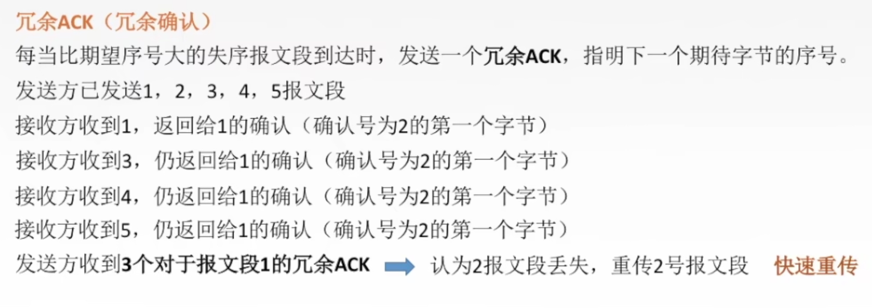 冗余ACK（冗余确认）
每当比期望序号大的失序报文段到达时，发送一个冗余ACK，指明下一个期待字节的序号。
发送方已发送1，2，3，4，5报文段
接收方收到1，返回给1的确认（确认号为2的第一个字节）
接收方收到3，仍返回给1的确认（确认号为2的第一个字节）
接收方收到4，仍返回给1的确认（确认号为2的第一个字节）
接收方收到5，仍返回给1的确认（确认号为2的第一个字节）
发送方收到3个对于报文段1的冗余ACK 认为2报文段丢失，重传2号报文段 快速重传